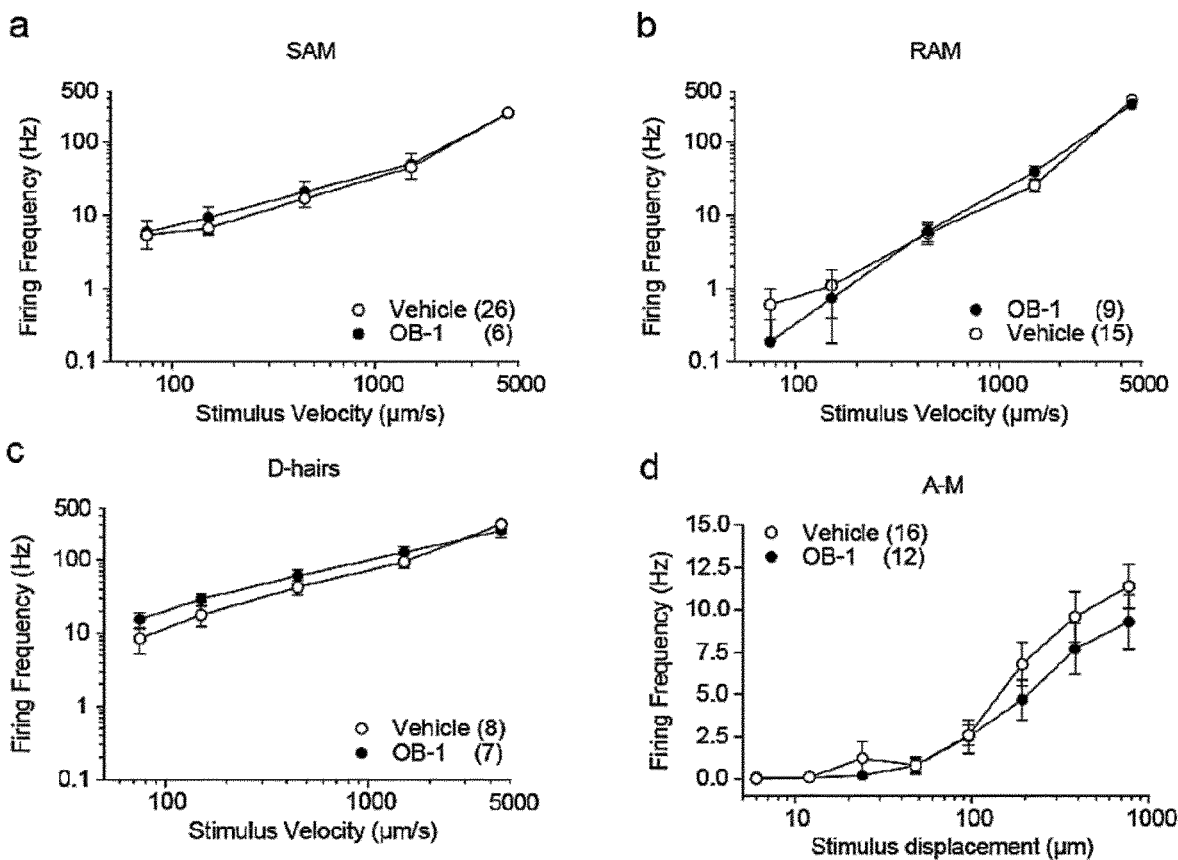 a
SAM
Firing Frequency (Hz)
500
100
10
1
0.1
Vehicle (26)
OB-1 (6)
100 1000 5000
Stimulus Velocity (µm/s)
b
RAM
Firing Frequency (Hz)
500
100
10
1
0.1
OB-1 (9)
Vehicle (15)
100 1000 5000
Stimulus Velocity (µm/s)
c
D-hairs
Firing Frequency (Hz)
500
100
10
1
0.1
Vehicle (8)
OB-1 (7)
100 1000 5000
Stimulus Velocity (µm/s)
d
A-M
Firing Frequency (Hz)
15.0
12.5
10.0
7.5
5.0
2.5
0.0
Vehicle (16)
OB-1 (12)
10 100 1000
Stimulus displacement (µm)